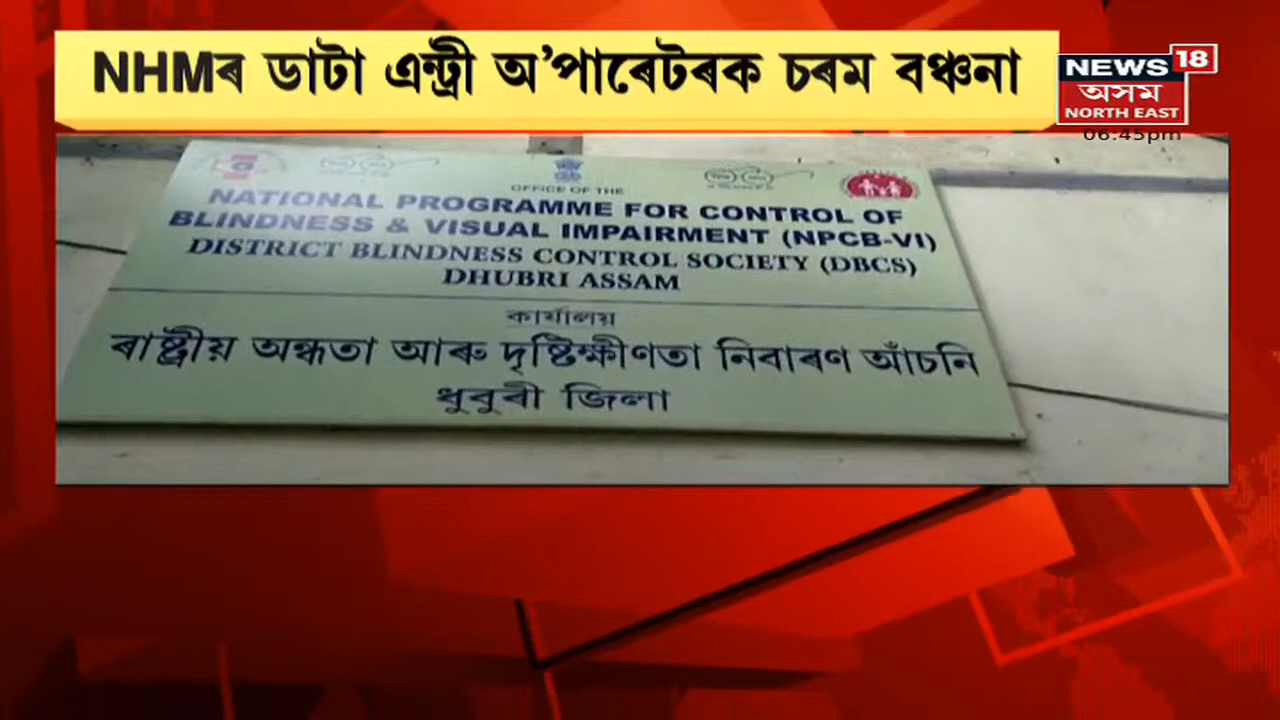 NHMৰ ডাটা এন্ট্ৰী অ'পাৰেটৰক চৰম বঞ্চনা
NEWS 18
অসম
NORTH EAST
06:45pm
OFFICE OF THE
NATIONAL PROGRAMME FOR CONTROL OF
BLINDNESS & VISUAL IMPAIRMENT (NPCB-VI)
DISTRICT BLINDNESS CONTROL SOCIETY (DBCS)
DHUBRI ASSAM
কাৰ্যালয়
ৰাষ্ট্ৰীয় অন্ধতা আৰু দৃষ্টিক্ষীণতা নিবাৰণ আঁচনি
ধুবুৰী জিলা